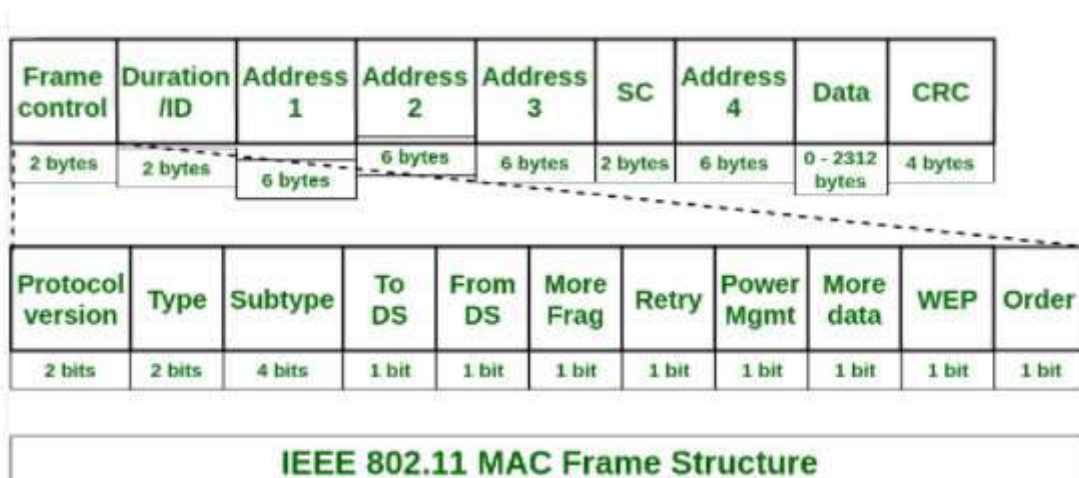 Frame control Duration /ID Address 1 Address 2 Address 3 SC Address 4 Data CRC
2 bytes 2 bytes 6 bytes 6 bytes 6 bytes 2 bytes 6 bytes 0 - 2312 bytes 4 bytes
Protocol version Type Subtype To DS From DS More Frag Retry Power Mgmt More data WEP Order
2 bits 2 bits 4 bits 1 bit 1 bit 1 bit 1 bit 1 bit 1 bit 1 bit 1 bit
IEEE 802.11 MAC Frame Structure